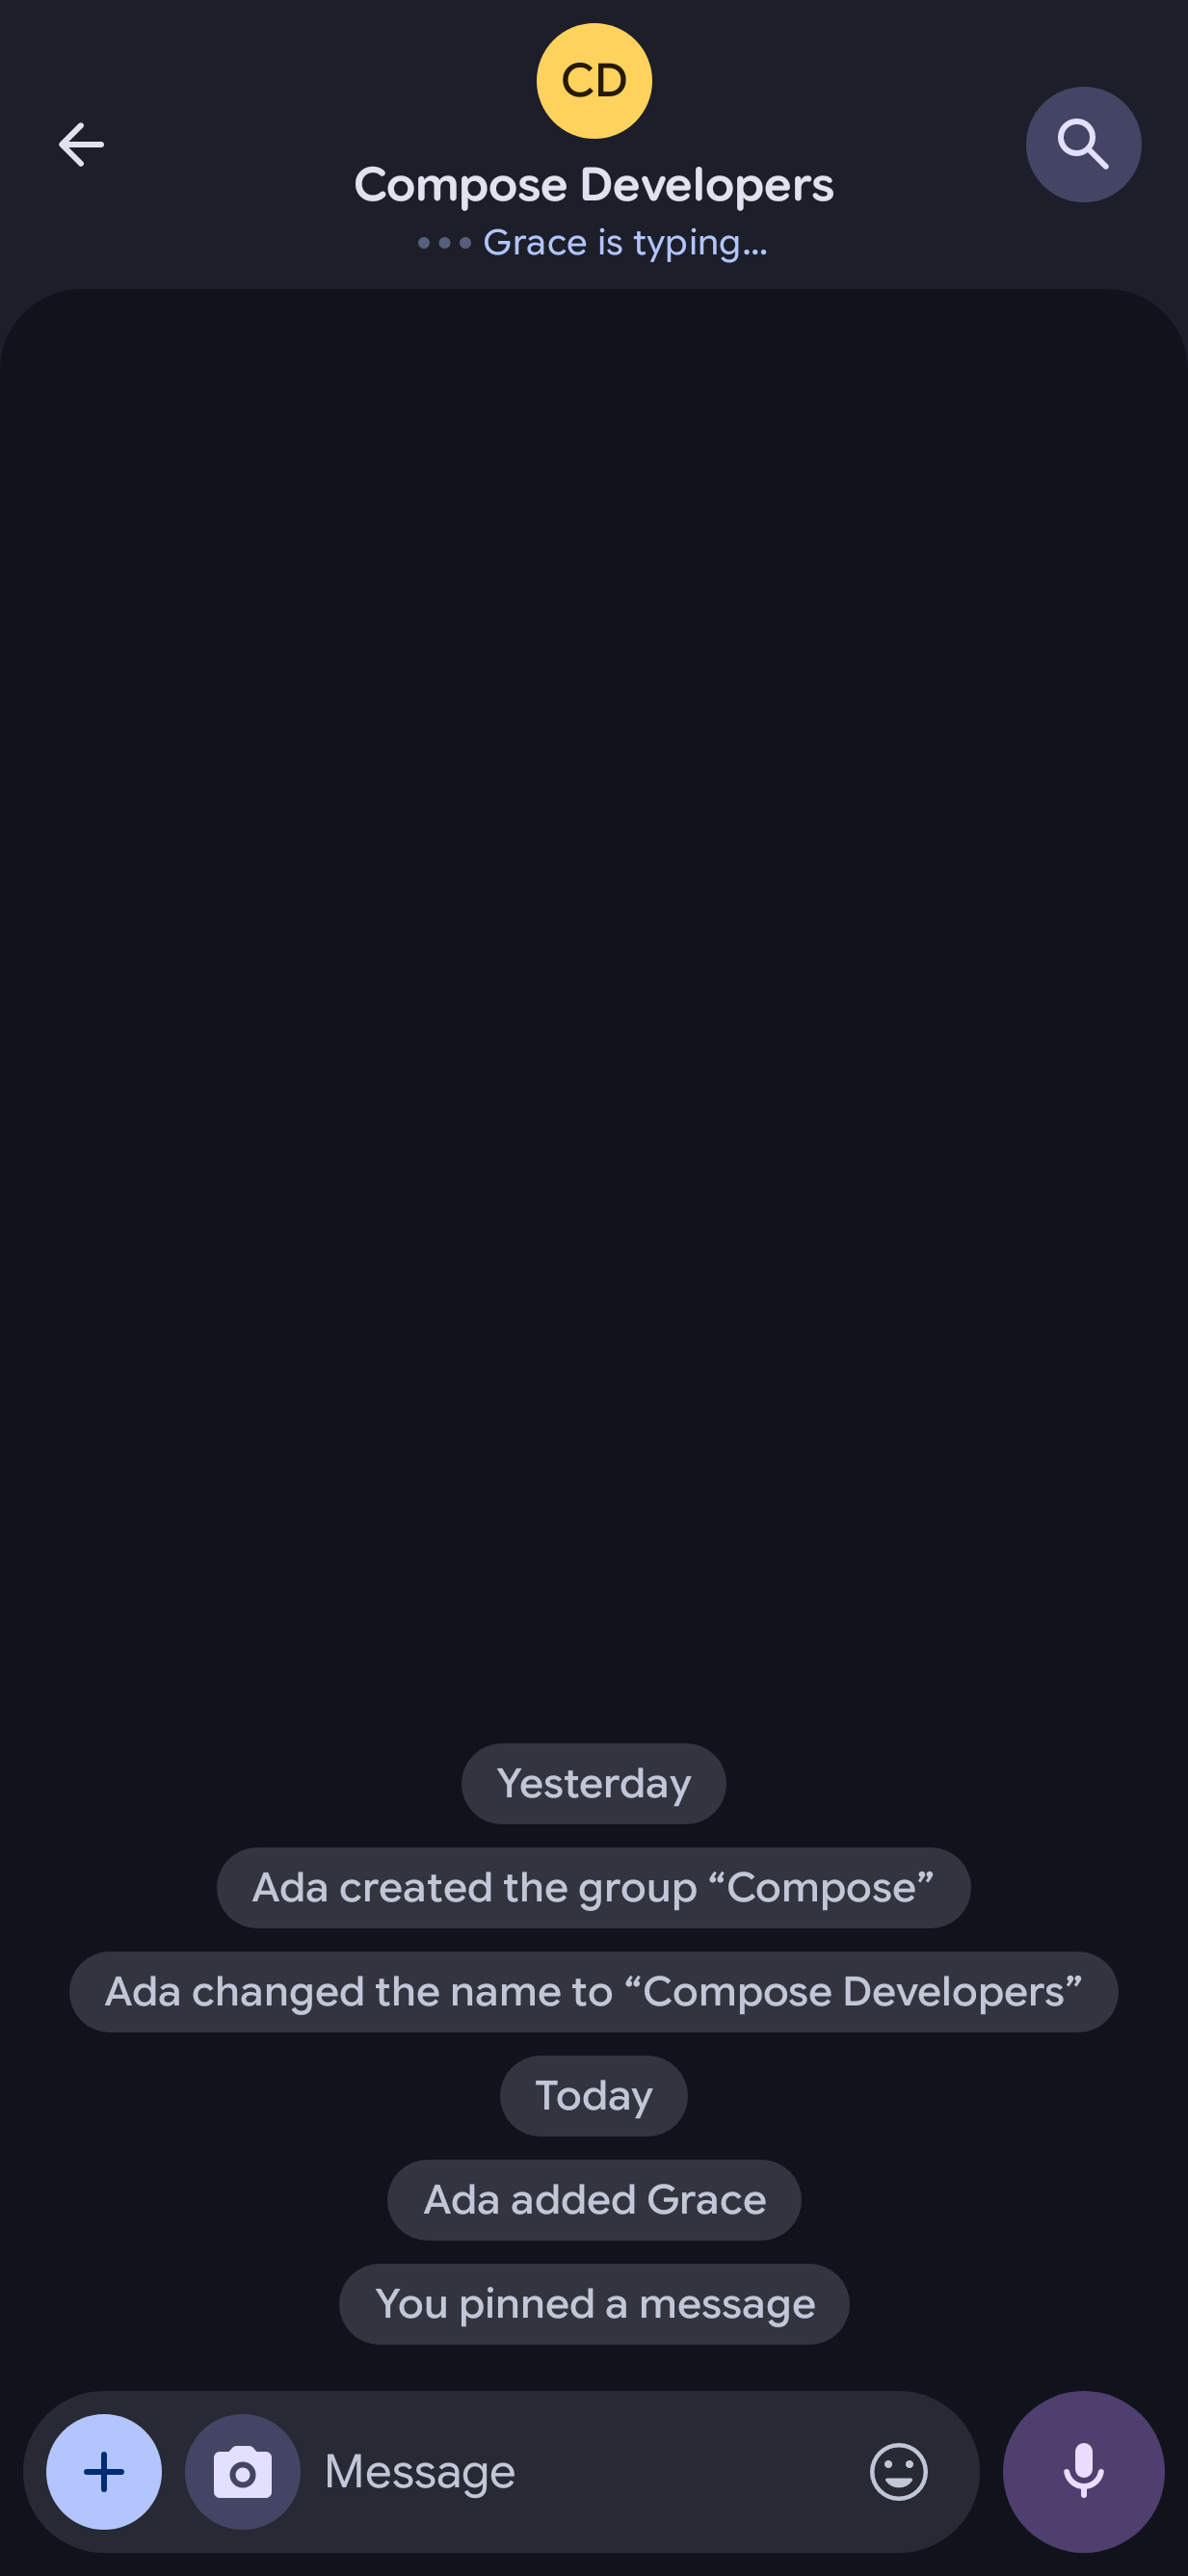 CD
Compose Developers
Grace is typing…
Yesterday
Ada created the group “Compose”
Ada changed the name to “Compose Developers”
Today
Ada added Grace
You pinned a message
Message